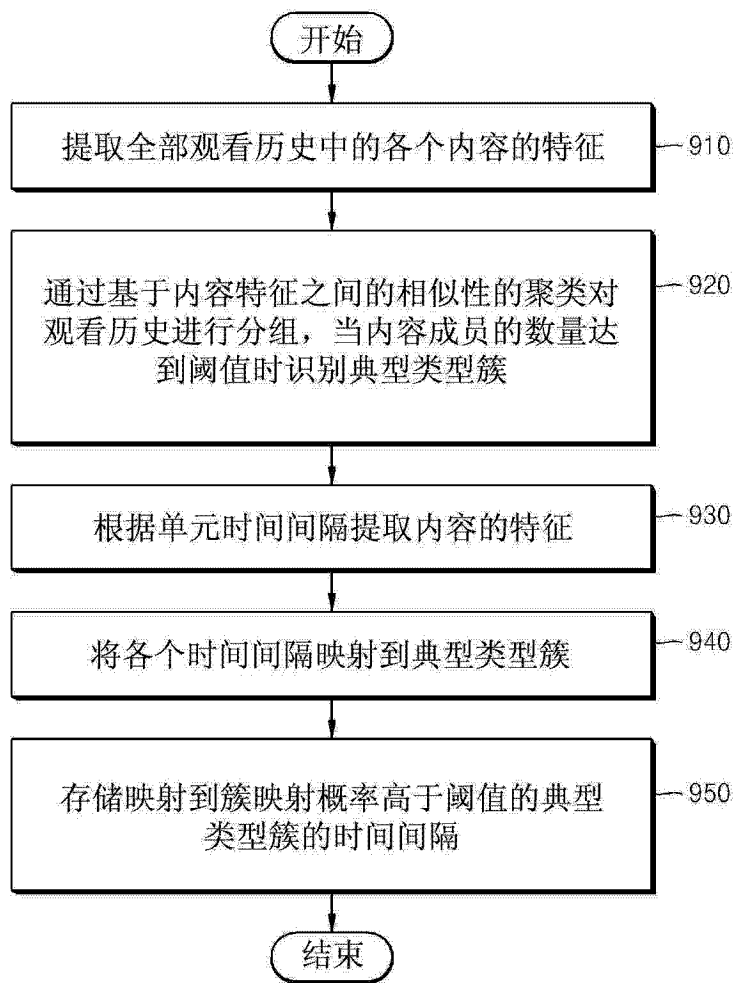 开始
提取全部观看历史中的各个内容的特征
910
通过基于内容特征之间的相似性的聚类对
观看历史进行分组，当内容成员的数量达
到阈值时识别典型类型簇
920
根据单元时间间隔提取内容的特征
930
将各个时间间隔映射到典型类型簇
940
存储映射到簇映射概率高于阈值的典型
类型簇的时间间隔
950
结束